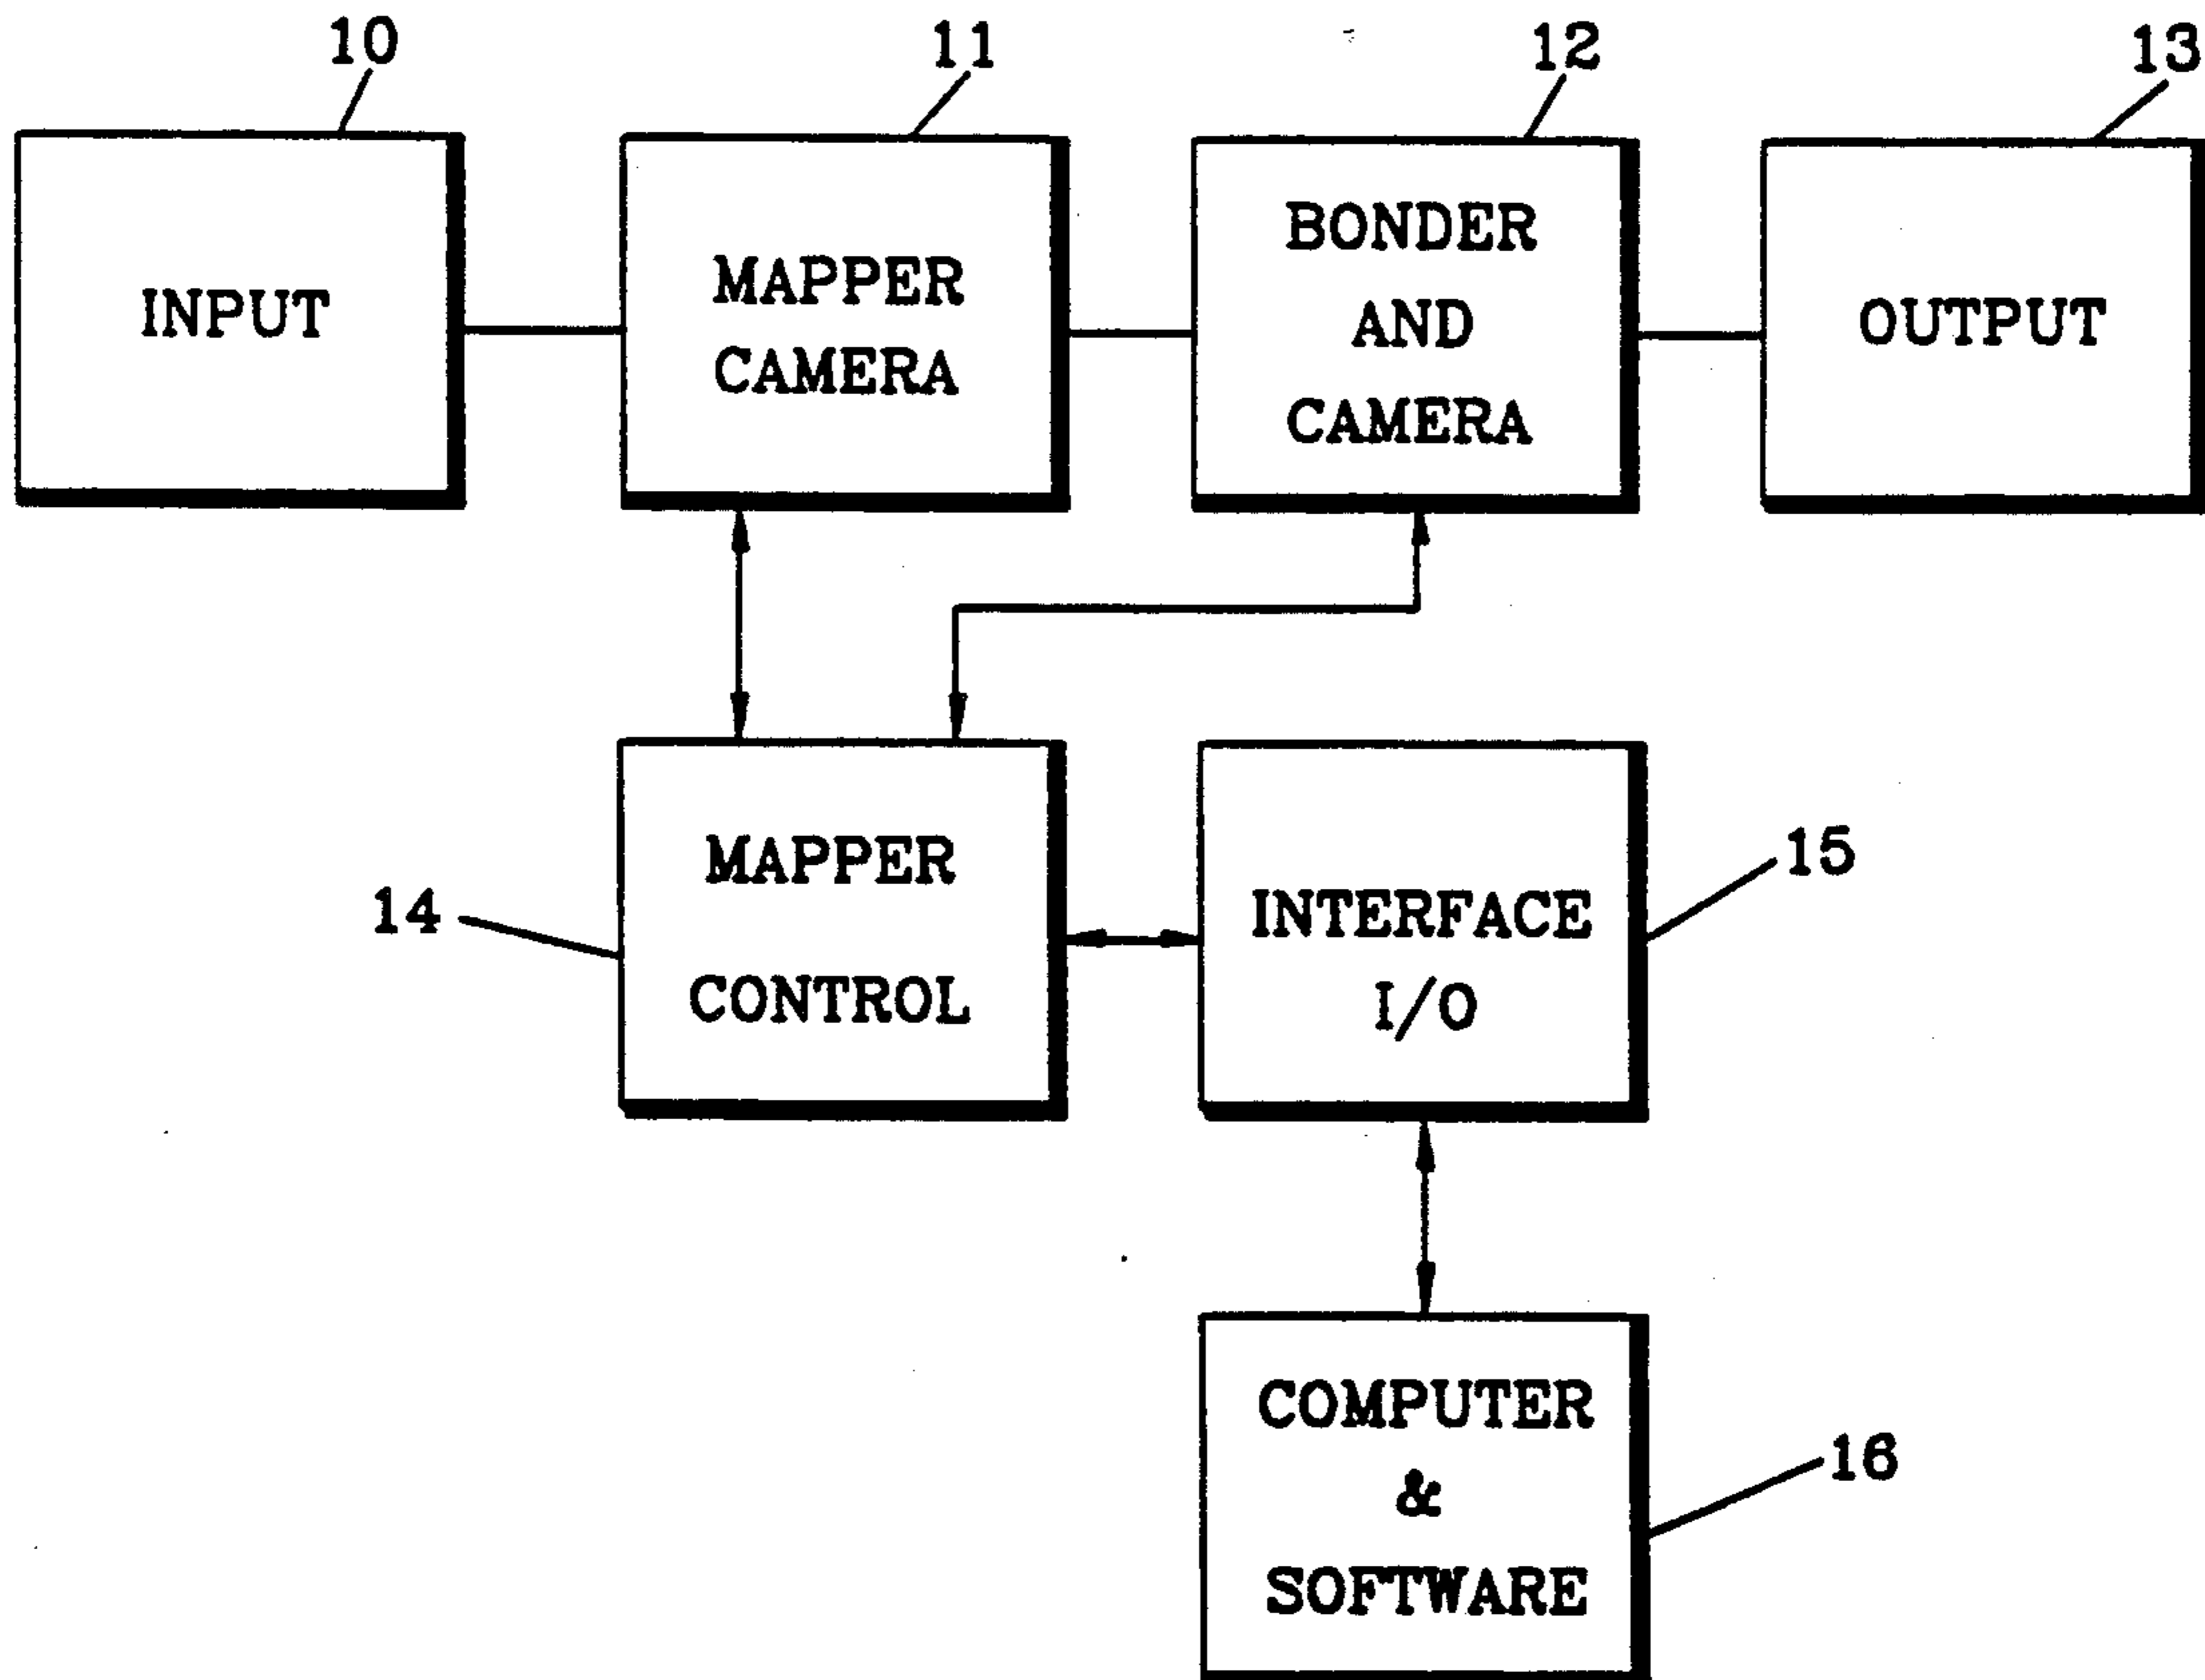 10
11
12
13
INPUT
MAPPER
CAMERA
BONDER
AND
CAMERA
OUTPUT
MAPPER
CONTROL
14
INTERFACE
I/O
15
COMPUTER
&
SOFTWARE
16